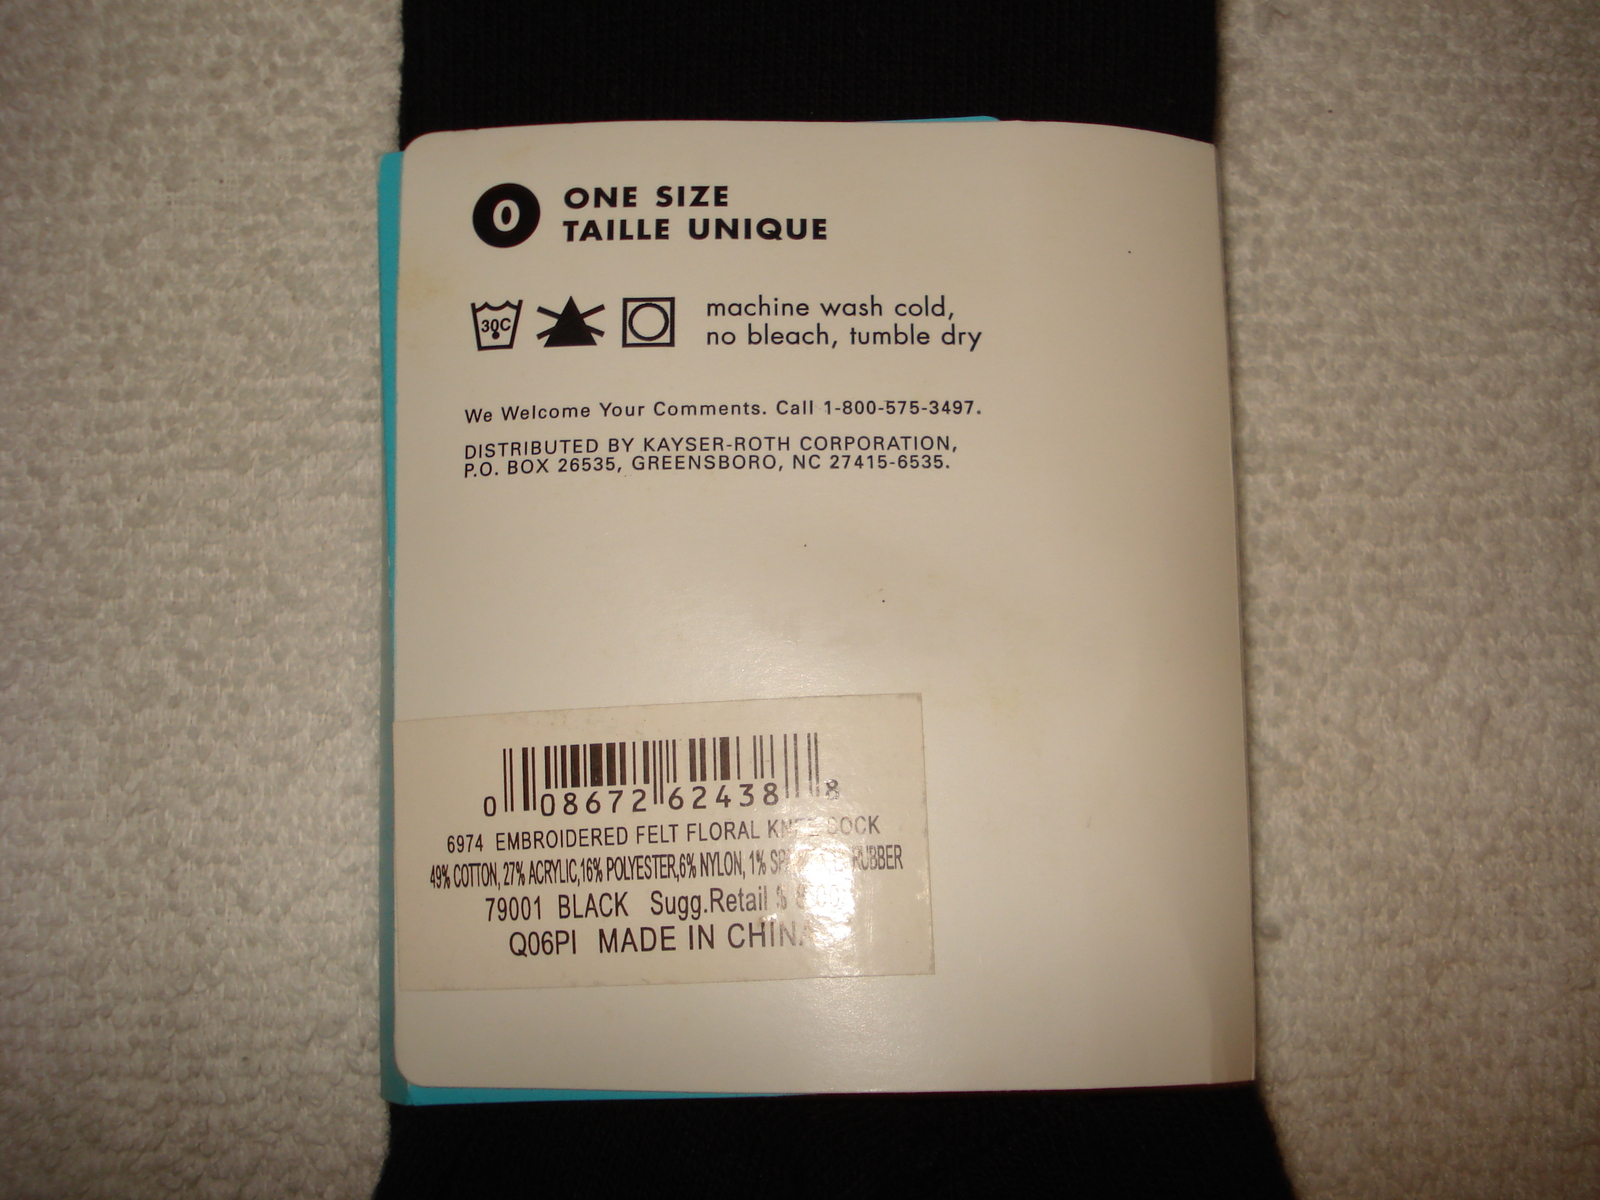 0 ONE SIZE
TAILLE UNIQUE
30C
machine wash cold,
no bleach, tumble dry
We Welcome Your Comments. Call 1-800-575-3497.
DISTRIBUTED BY KAYSER-ROTH CORPORATION,
P.O. BOX 26535, GREENSBORO, NC 27415-6535.
0 08672 62438 8
6974 EMBROIDERED FELT FLORAL KNEE SOCK
49% COTTON, 27% ACRYLIC,16% POLYESTER,6% NYLON, 1% RUBBER
79001 BLACK Sugg.Retail $
Q06PI MADE IN CHINA